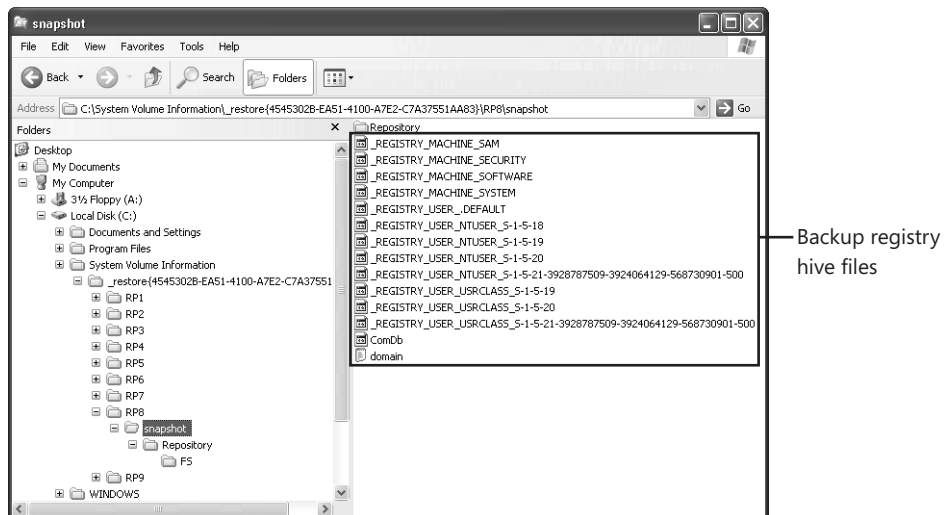 snapshot
File Edit View Favorites Tools Help
Back Search Folders
Address C:\System Volume Information\_restore{4545302B-EA51-4100-A7E2-C7A37551AA83}\RP8\snapshot Go
Folders
Desktop
My Documents
My Computer
3½ Floppy (A:)
Local Disk (C:)
Documents and Settings
Program Files
System Volume Information
_restore{4545302B-EA51-4100-A7E2-C7A37551
RP1
RP2
RP3
RP4
RP5
RP6
RP7
RP8
snapshot
Repository
FS
RP9
WINDOWS
Repository
_REGISTRY_MACHINE_SAM
_REGISTRY_MACHINE_SECURITY
_REGISTRY_MACHINE_SOFTWARE
_REGISTRY_MACHINE_SYSTEM
_REGISTRY_USER_.DEFAULT
_REGISTRY_USER_NTUSER_S-1-5-18
_REGISTRY_USER_NTUSER_S-1-5-19
_REGISTRY_USER_NTUSER_S-1-5-20
_REGISTRY_USER_NTUSER_S-1-5-21-3928787509-3924064129-568730901-500
_REGISTRY_USER_USRCLASS_S-1-5-19
_REGISTRY_USER_USRCLASS_S-1-5-20
_REGISTRY_USER_USRCLASS_S-1-5-21-3928787509-3924064129-568730901-500
ComDb
domain
Backup registry
hive files